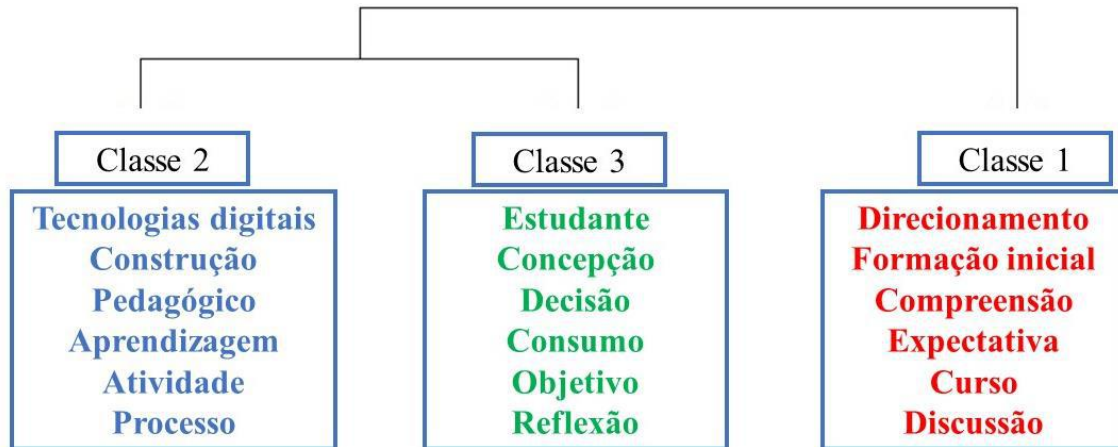 Classe 2
Tecnologias digitais
Construção
Pedagógico
Aprendizagem
Atividade
Processo
Classe 3
Estudante
Concepção
Decisão
Consumo
Objetivo
Reflexão
Classe 1
Direcionamento
Formação inicial
Compreensão
Expectativa
Curso
Discussão